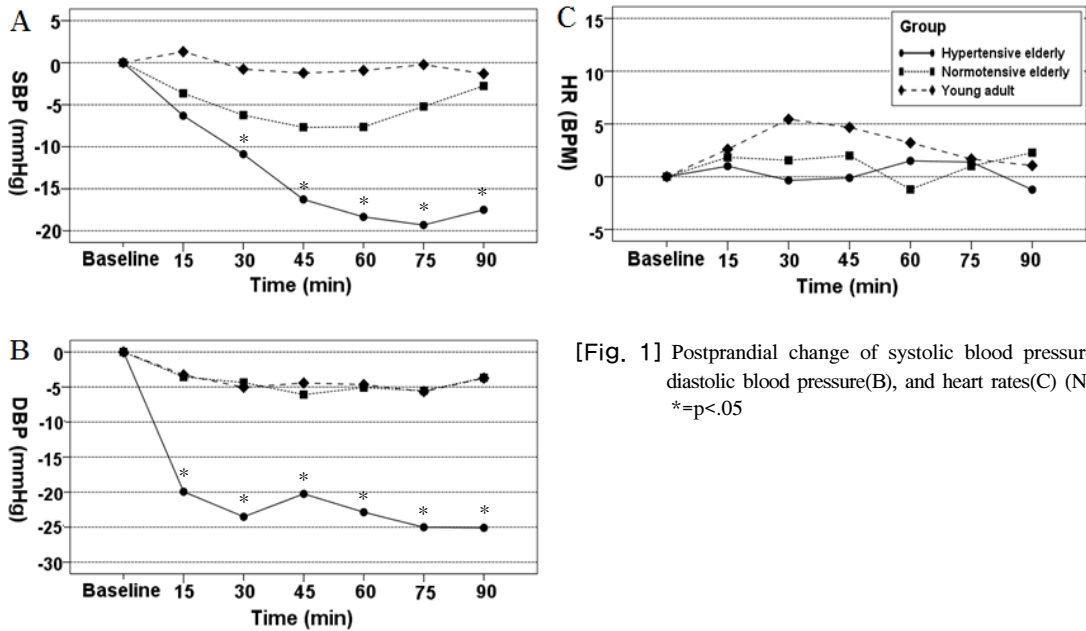 A
5
0
-5
-10
-15
-20
SBP (mmHg)
*
*
*
*
*
Baseline 15 30 45 60 75 90
Time (min)
C
15
10
5
0
-5
HR (BPM)
Group
Hypertensive elderly
Normotensive elderly
Young adult
Baseline 15 30 45 60 75 90
Time (min)
B
0
-5
-10
-15
-20
-25
-30
DBP (mmHg)
*
*
*
*
*
*
Baseline 15 30 45 60 75 90
Time (min)
[Fig. 1] Postprandial change of systolic blood pressur
diastolic blood pressure(B), and heart rates(C) (N
*=p<.05